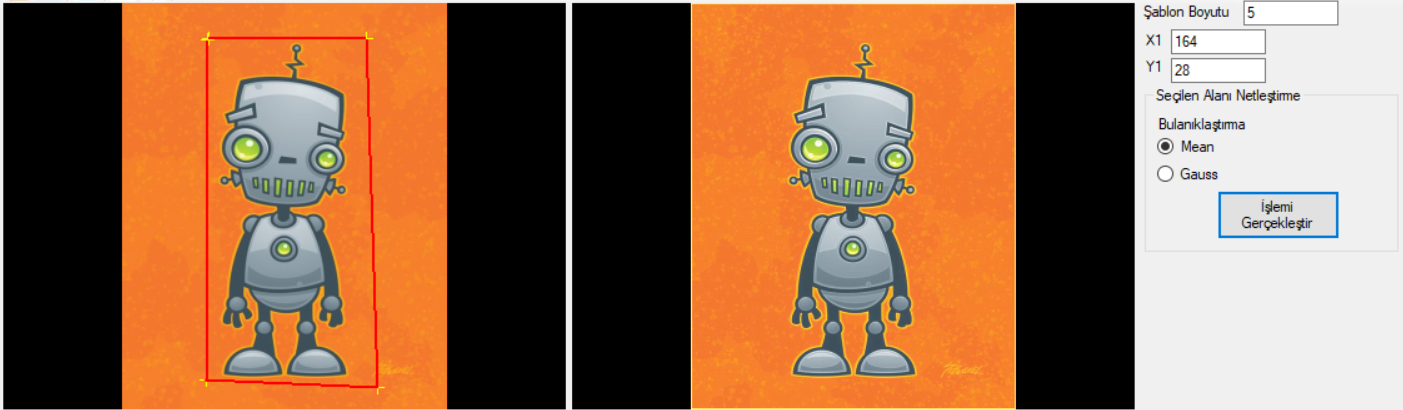 Şablon Boyutu 5
X1 164
Y1 28
Seçilen Alanı Netleştirme
Bulanıklaştırma
Mean
Gauss
İşlemi
Gerçekleştir